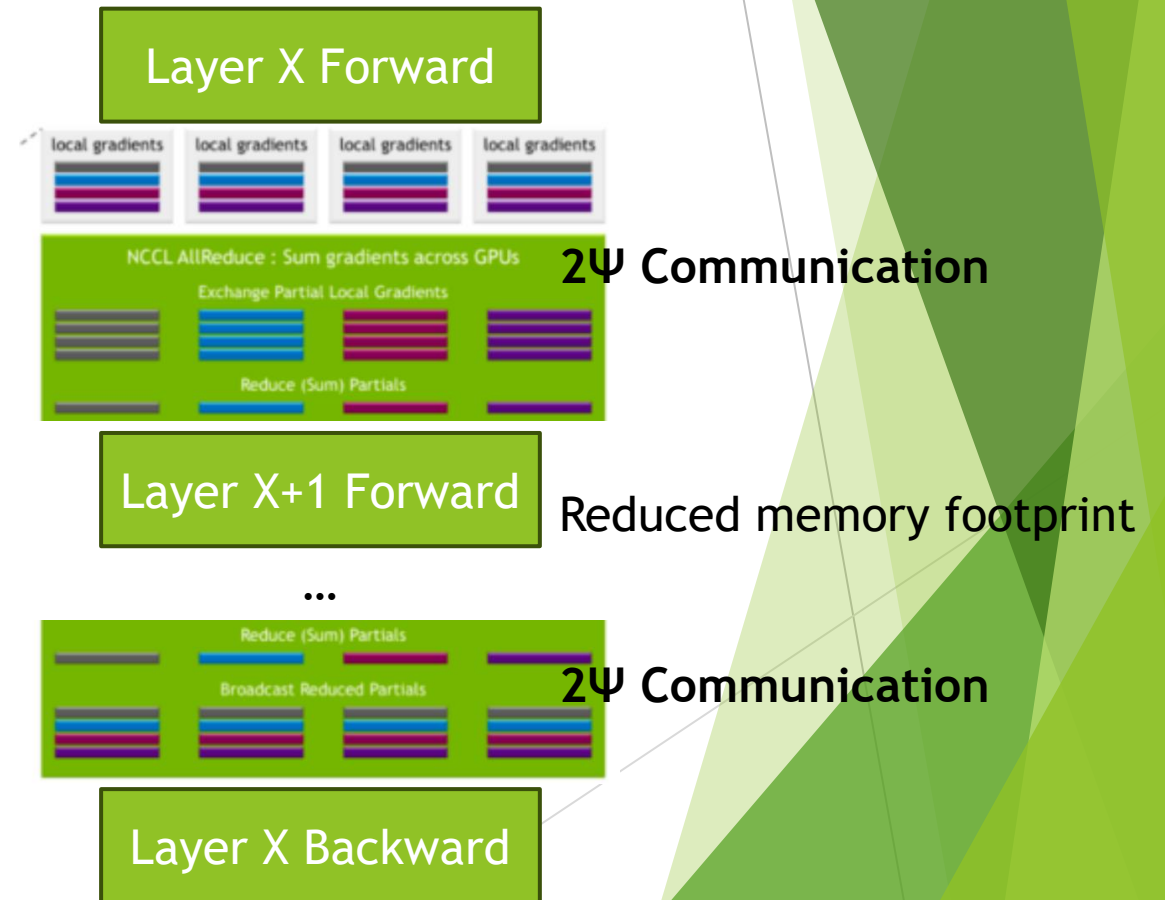 Layer X Forward
local gradients local gradients local gradients local gradients
NCCL AllReduce : Sum gradients across GPUs
2Ψ Communication
Exchange Partial Local Gradients
Reduce (Sum) Partials
Layer X+1 Forward
Reduced memory footprint
…
Reduce (Sum) Partials
2Ψ Communication
Broadcast Reduced Partials
Layer X Backward